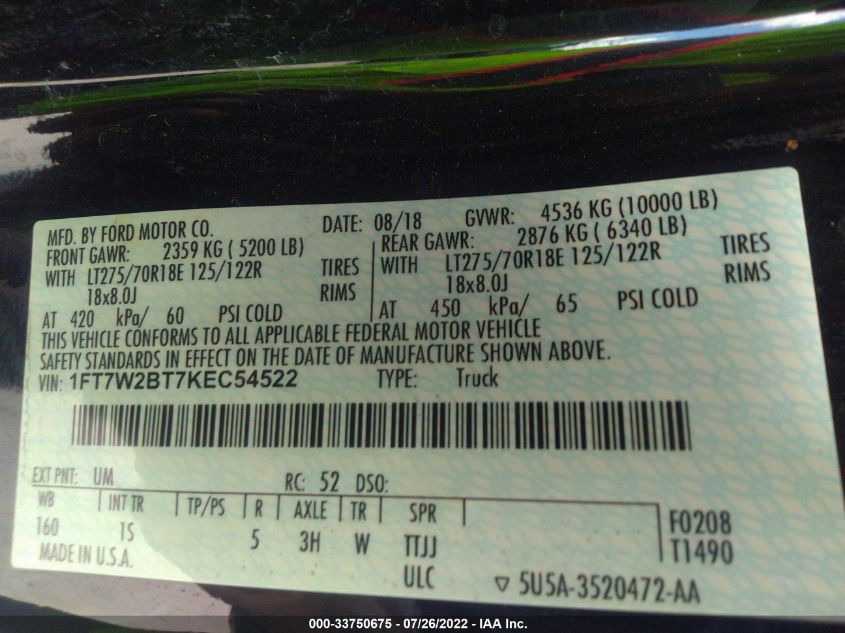 MFD. BY FORD MOTOR CO. DATE: 08/18 GVWR: 4536 KG (10000 LB)
FRONT GAWR: 2359 KG ( 5200 LB) REAR GAWR: 2876 KG ( 6340 LB)
WITH LT275/70R18E 125/122R TIRES WITH LT275/70R18E 125/122R TIRES
18x8.0J RIMS 18x8.0J RIMS
AT 420 kPa/ 60 PSI COLD AT 450 kPa/ 65 PSI COLD
THIS VEHICLE CONFORMS TO ALL APPLICABLE FEDERAL MOTOR VEHICLE
SAFETY STANDARDS IN EFFECT ON THE DATE OF MANUFACTURE SHOWN ABOVE.
VIN: 1FT7W2BT7KEC54522 TYPE: Truck
EXT PNT: UM RC: 52 DSO:
WB INT TR TP/PS R AXLE TR SPR
160 1S 5 3H W TTJJ F0208
MADE IN U.S.A. ULC T1490
▽ 5U5A-3520472-AA
000-33750675 - 07/26/2022 - IAA Inc.